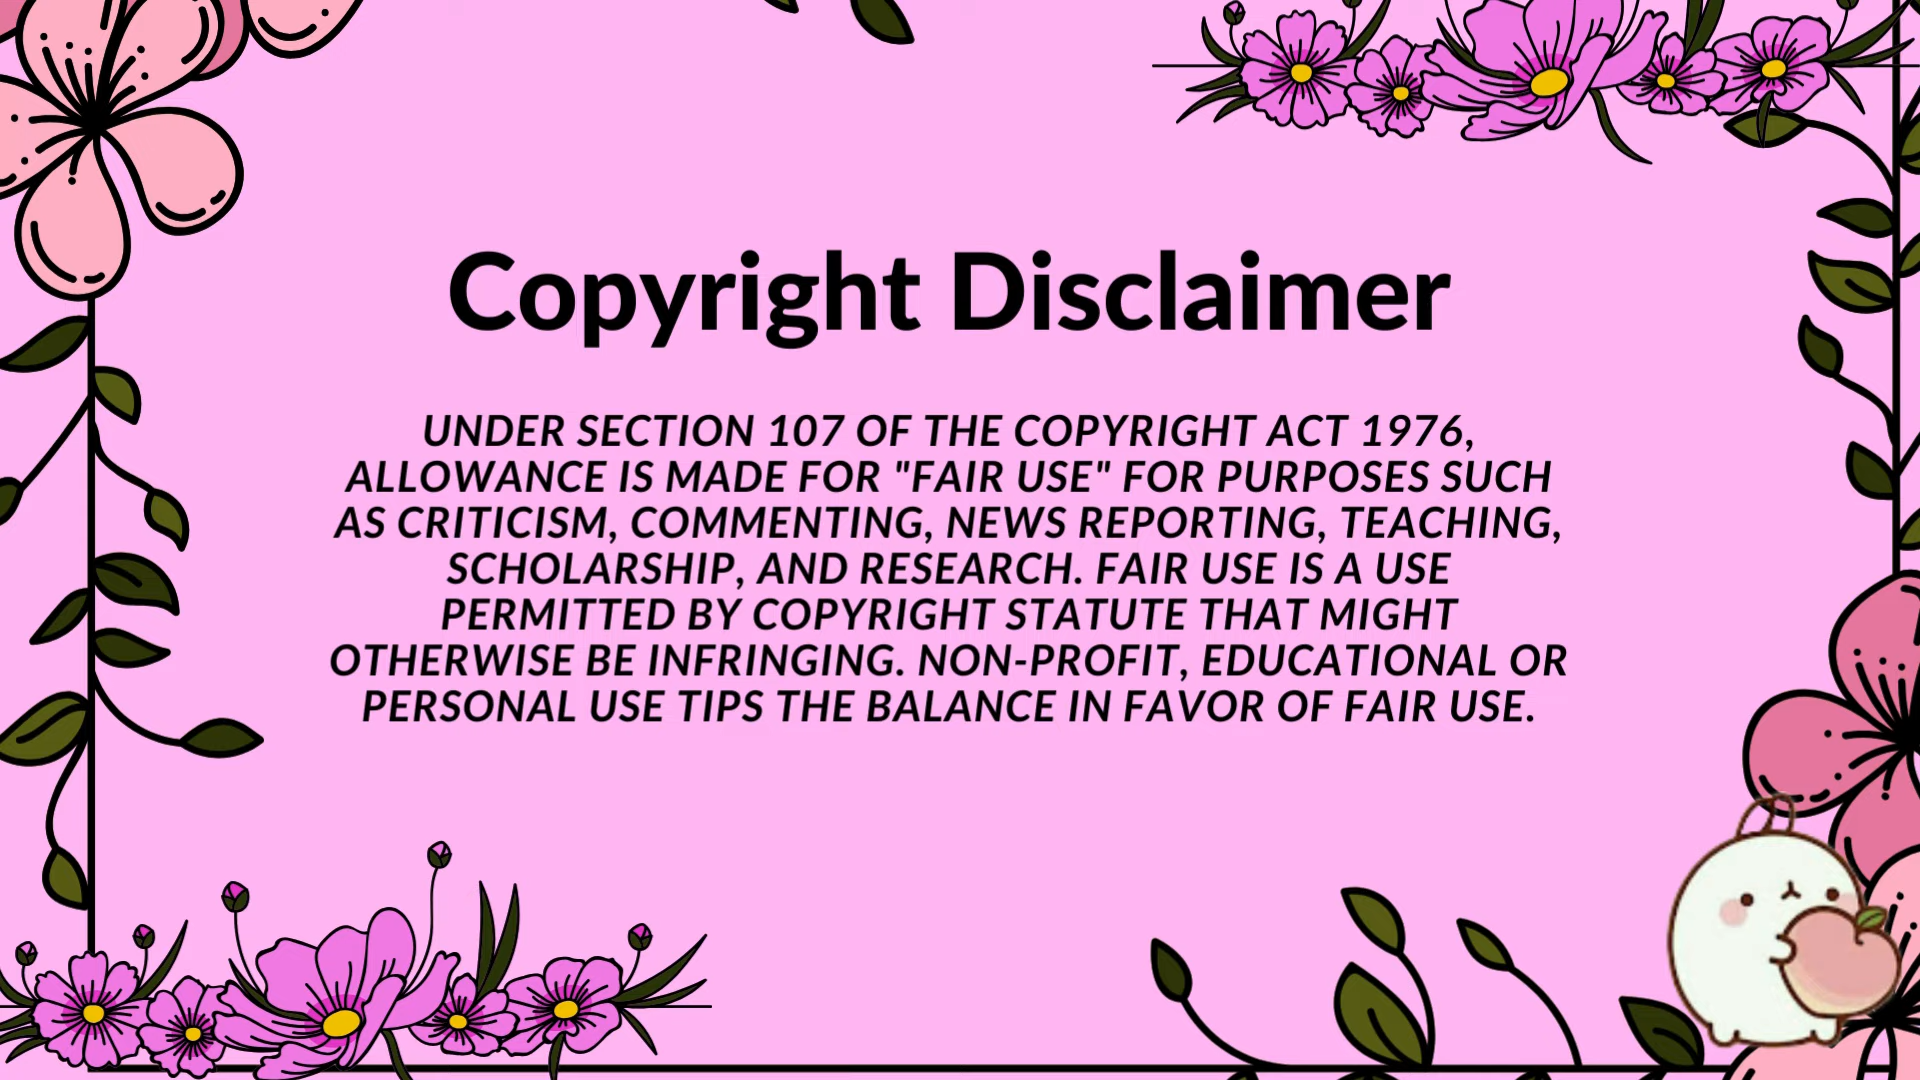 Copyright Disclaimer
UNDER SECTION 107 OF THE COPYRIGHT ACT 1976,
ALLOWANCE IS MADE FOR "FAIR USE" FOR PURPOSES SUCH
AS CRITICISM, COMMENTING, NEWS REPORTING, TEACHING,
SCHOLARSHIP, AND RESEARCH. FAIR USE IS A USE
PERMITTED BY COPYRIGHT STATUTE THAT MIGHT
OTHERWISE BE INFRINGING. NON-PROFIT, EDUCATIONAL OR
PERSONAL USE TIPS THE BALANCE IN FAVOR OF FAIR USE.